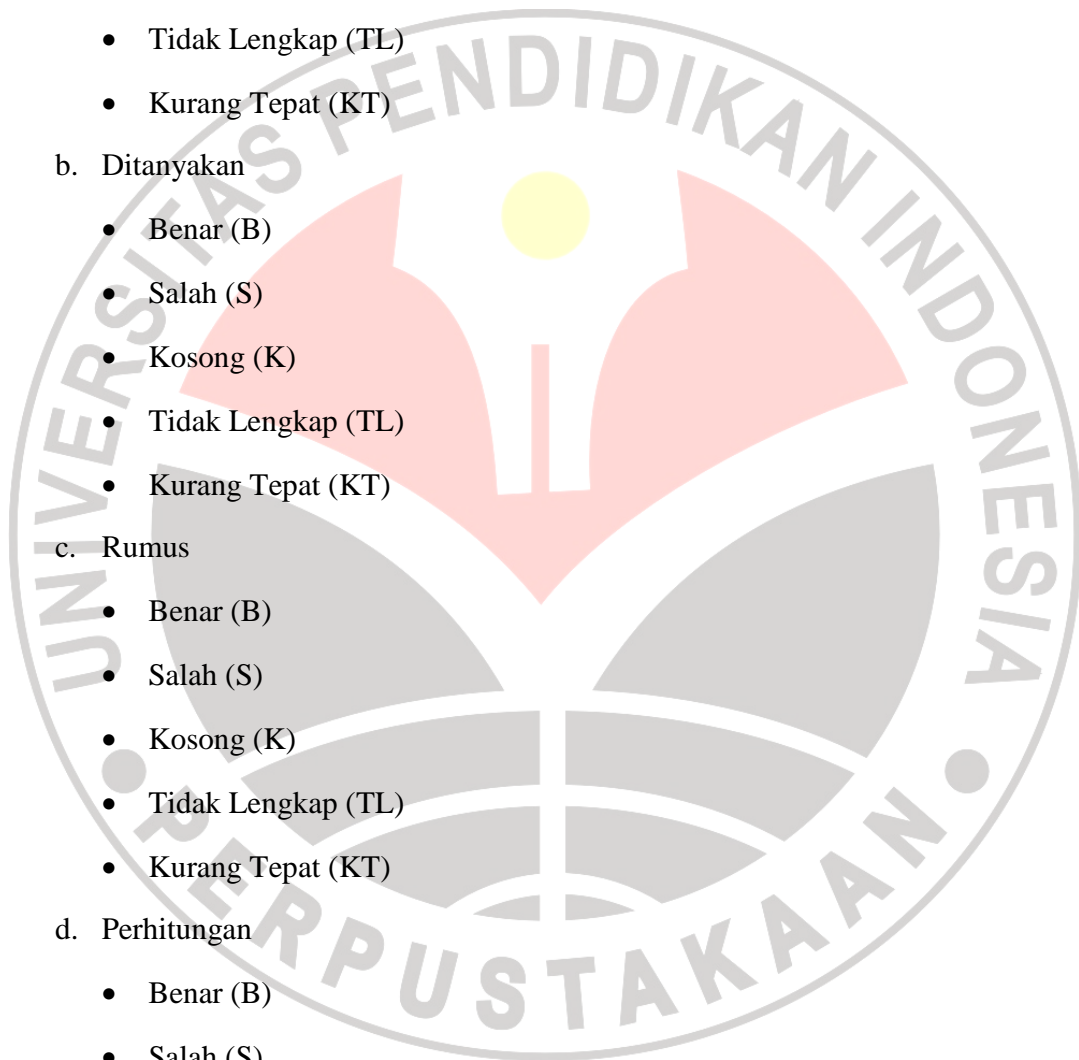 • Tidak Lengkap (TL)
• Kurang Tepat (KT)
b. Ditanyakan
• Benar (B)
• Salah (S)
• Kosong (K)
• Tidak Lengkap (TL)
• Kurang Tepat (KT)
c. Rumus
• Benar (B)
• Salah (S)
• Kosong (K)
• Tidak Lengkap (TL)
• Kurang Tepat (KT)
d. Perhitungan
• Benar (B)
• Salah (S)
UNIVERSITAS PENDIDIKAN INDONESIA
PERPUSTAKAAN